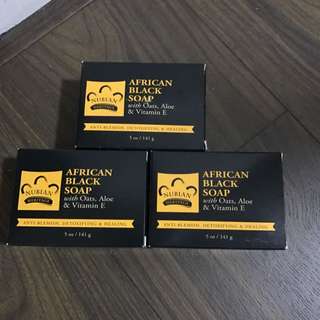 NUBIAN
HERITAGE
AFRICAN
BLACK
SOAP
with Oats, Aloe
& Vitamin E
ANTI-BLEMISH, DETOXIFYING & HEALING
5 oz / 141 g
NUBIAN
HERITAGE
AFRICAN
BLACK
SOAP
with Oats, Aloe
& Vitamin E
ANTI-BLEMISH, DETOXIFYING & HEALING
5 oz / 141 g
NUBIAN
HERITAGE
AFRICAN
BLACK
SOAP
with Oats, Aloe
& Vitamin E
ANTI-BLEMISH, DETOXIFYING & HEALING
5 oz / 141 g